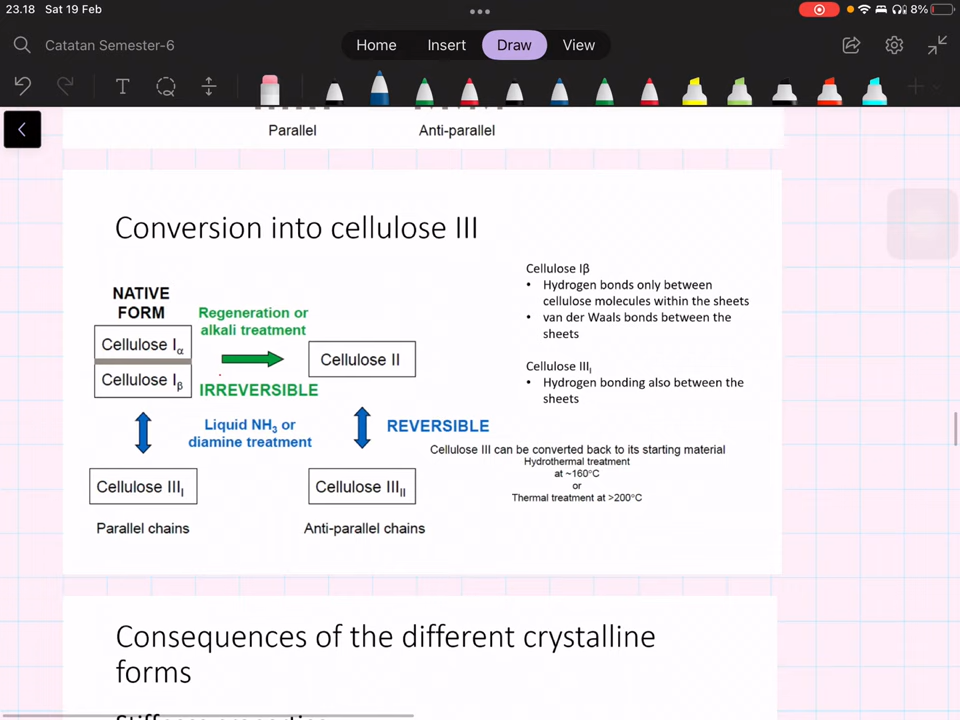 23.18 Sat 19 Feb
8%
Catatan Semester-6
Home Insert Draw View
T
Parallel Anti-parallel
Conversion into cellulose III
NATIVE
FORM
Cellulose Iα
Cellulose Iβ
Regeneration or
alkali treatment
IRREVERSIBLE
Cellulose II
Liquid NH3 or
diamine treatment
REVERSIBLE
Cellulose IIII
Cellulose IIIII
Parallel chains
Anti-parallel chains
Cellulose Iβ
• Hydrogen bonds only between
cellulose molecules within the sheets
• van der Waals bonds between the
sheets
Cellulose IIII
• Hydrogen bonding also between the
sheets
Cellulose III can be converted back to its starting material
Hydrothermal treatment
at ~160°C
or
Thermal treatment at >200°C
Consequences of the different crystalline
forms